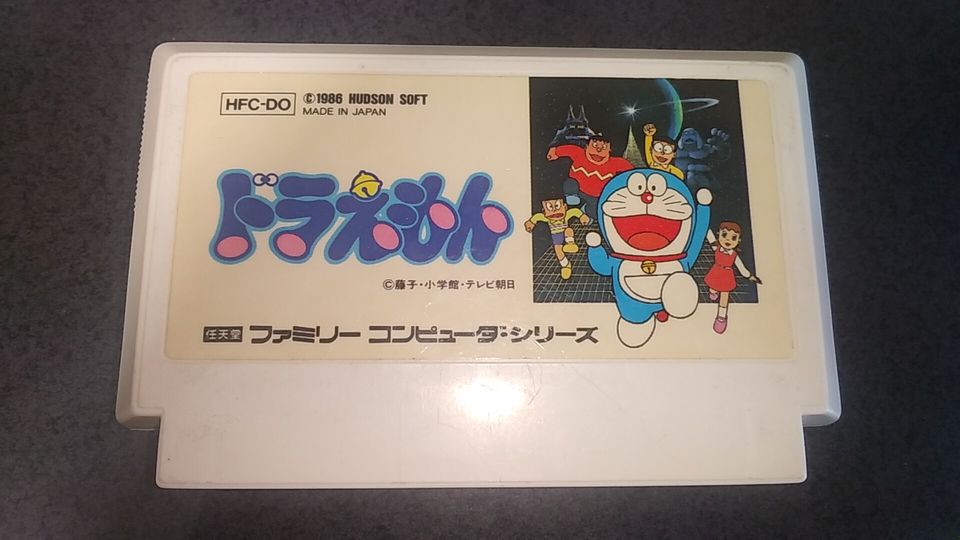 HFC-DO
©1986 HUDSON SOFT
MADE IN JAPAN
ドラえもん
©藤子・小学館・テレビ朝日
任天堂 ファミリー コンピュータ・シリーズ